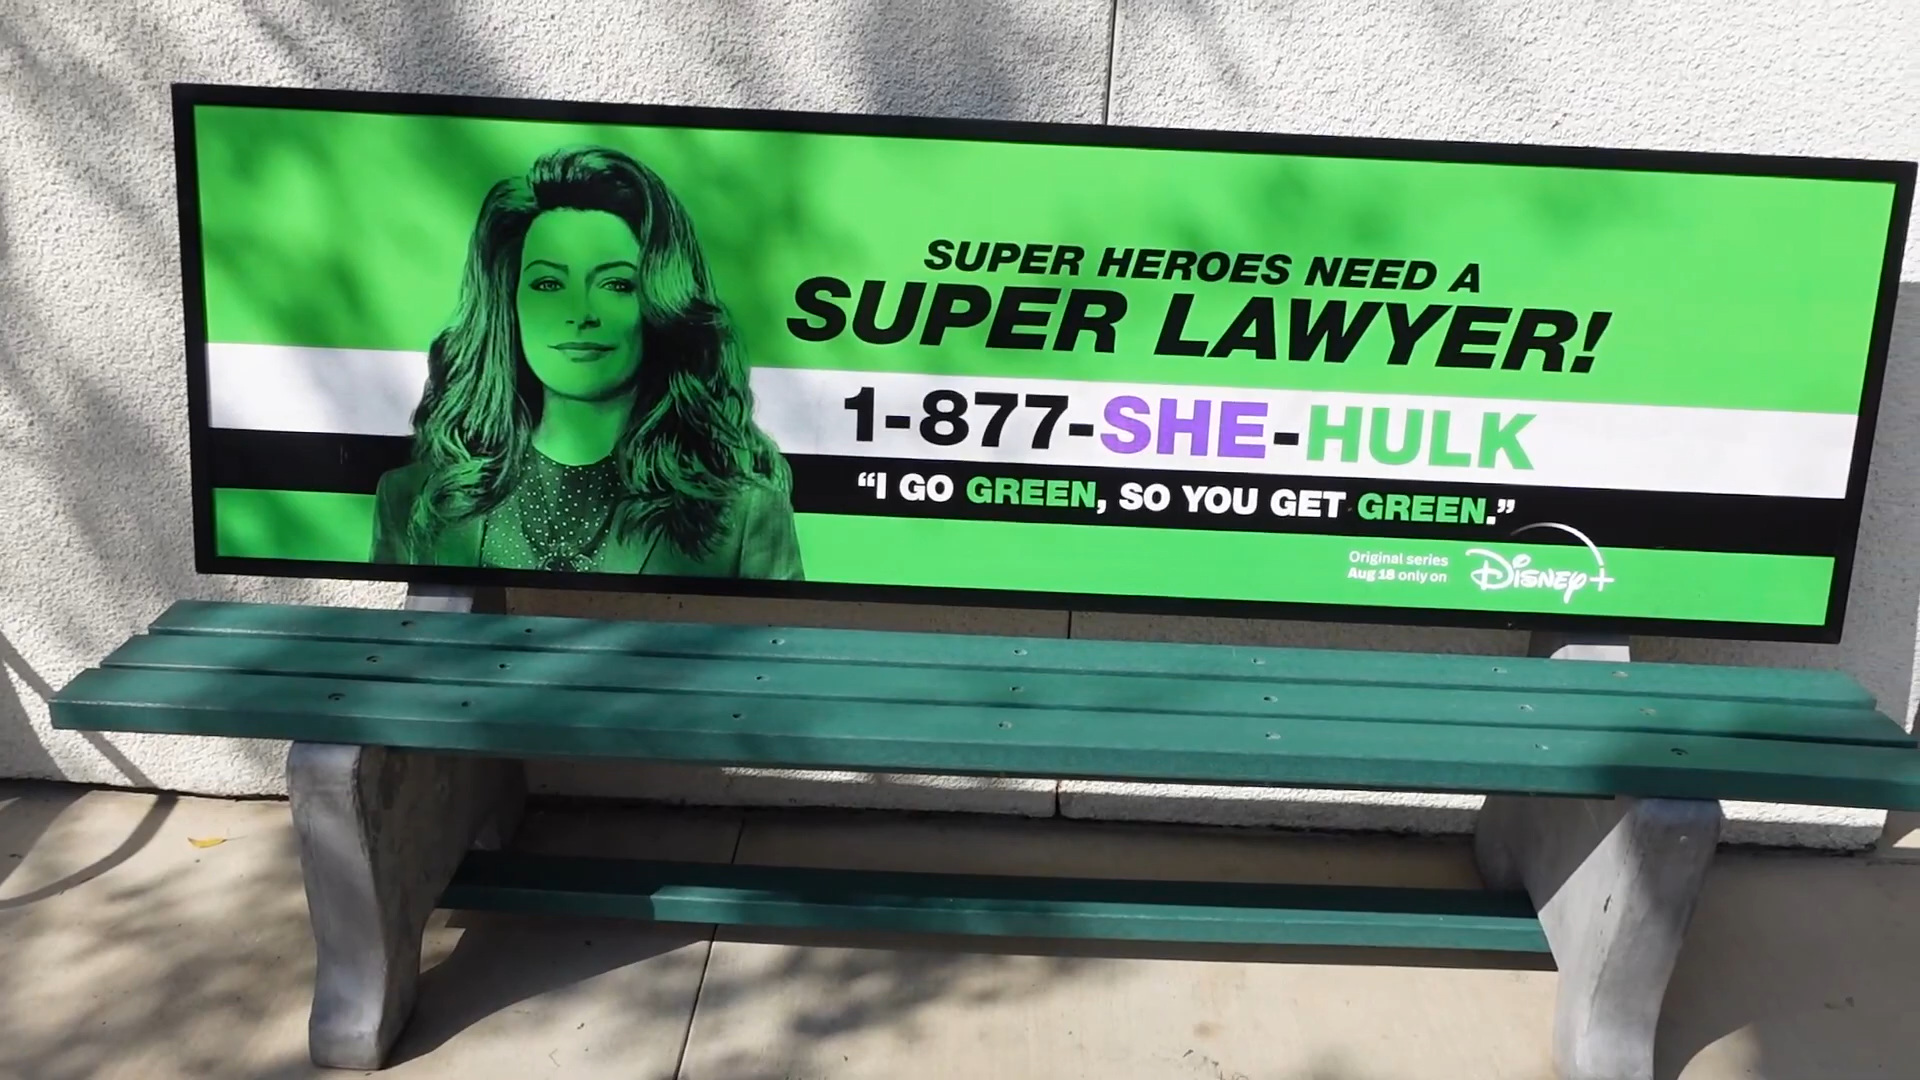 SUPER HEROES NEED A
SUPER LAWYER!
1-877-SHE-HULK
“I GO GREEN, SO YOU GET GREEN.”
Original series
Aug 18 only on
Disney+